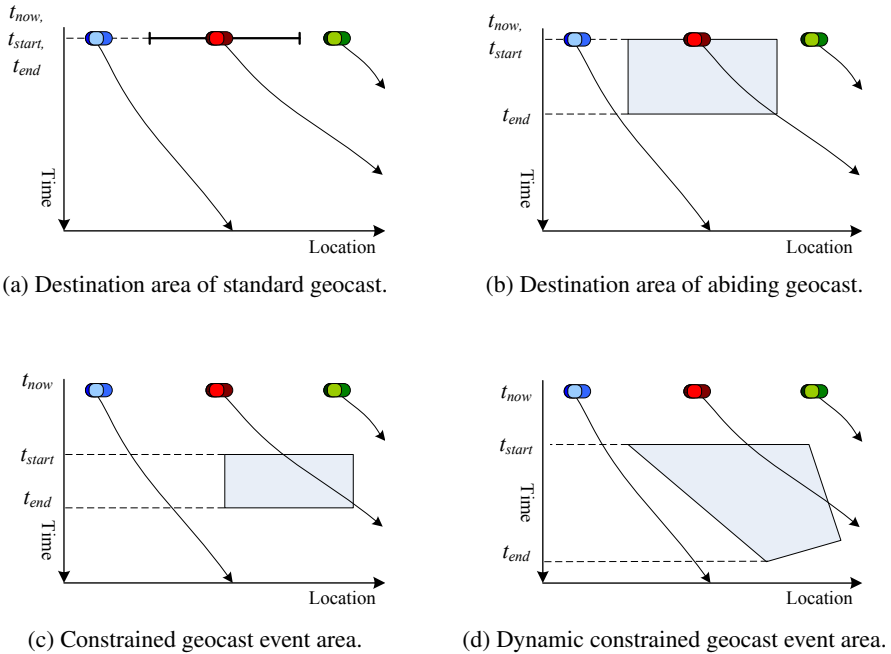 t_now,
t_start,
t_end
Time
Location
(a) Destination area of standard geocast.
t_now,
t_start
t_end
Time
Location
(b) Destination area of abiding geocast.
t_now
t_start
t_end
Time
Location
(c) Constrained geocast event area.
t_now
t_start
Time
t_end
Location
(d) Dynamic constrained geocast event area.